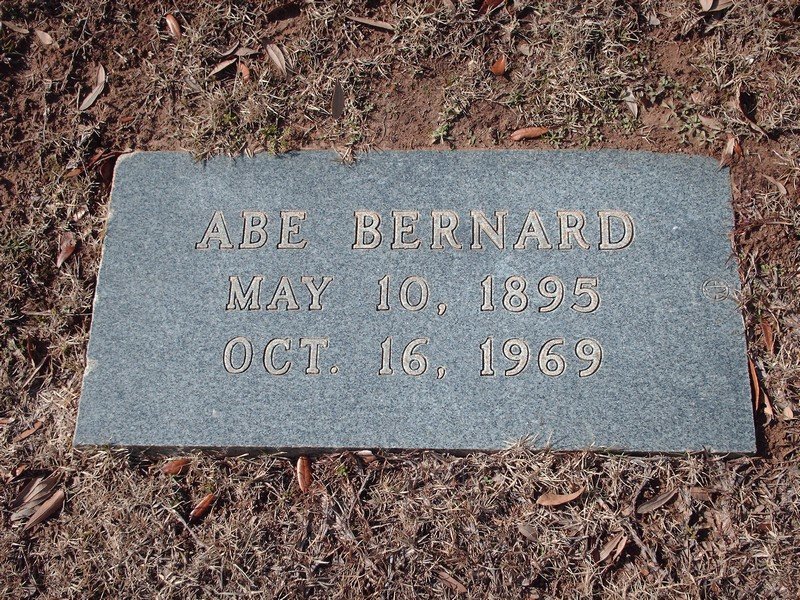 ABE BERNARD
MAY 10, 1895
OCT. 16, 1969